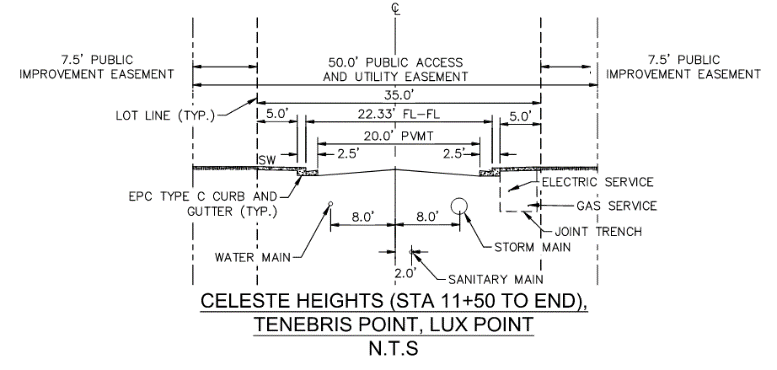 ℄
7.5' PUBLIC
IMPROVEMENT EASEMENT
50.0' PUBLIC ACCESS
AND UTILITY EASEMENT
7.5' PUBLIC
IMPROVEMENT EASEMENT
35.0'
LOT LINE (TYP.)
5.0'
22.33' FL-FL
5.0'
20.0' PVMT
2.5'
2.5'
SW
EPC TYPE C CURB AND
GUTTER (TYP.)
ELECTRIC SERVICE
GAS SERVICE
JOINT TRENCH
8.0'
8.0'
WATER MAIN
STORM MAIN
2.0'
SANITARY MAIN
CELESTE HEIGHTS (STA 11+50 TO END),
TENEBRIS POINT, LUX POINT
N.T.S